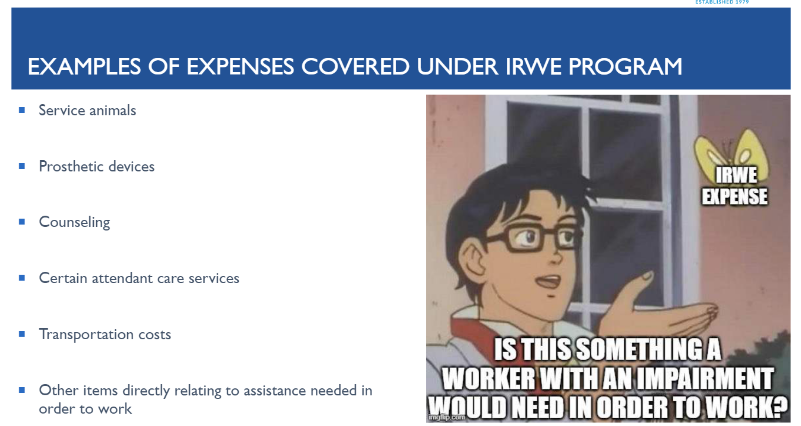 ESTABLISHED 1979
EXAMPLES OF EXPENSES COVERED UNDER IRWE PROGRAM
Service animals
Prosthetic devices
Counseling
Certain attendant care services
Transportation costs
Other items directly relating to assistance needed in
order to work
IRWE
EXPENSE
IS THIS SOMETHING A
WORKER WITH AN IMPAIRMENT
WOULD NEED IN ORDER TO WORK?
imgflip.com